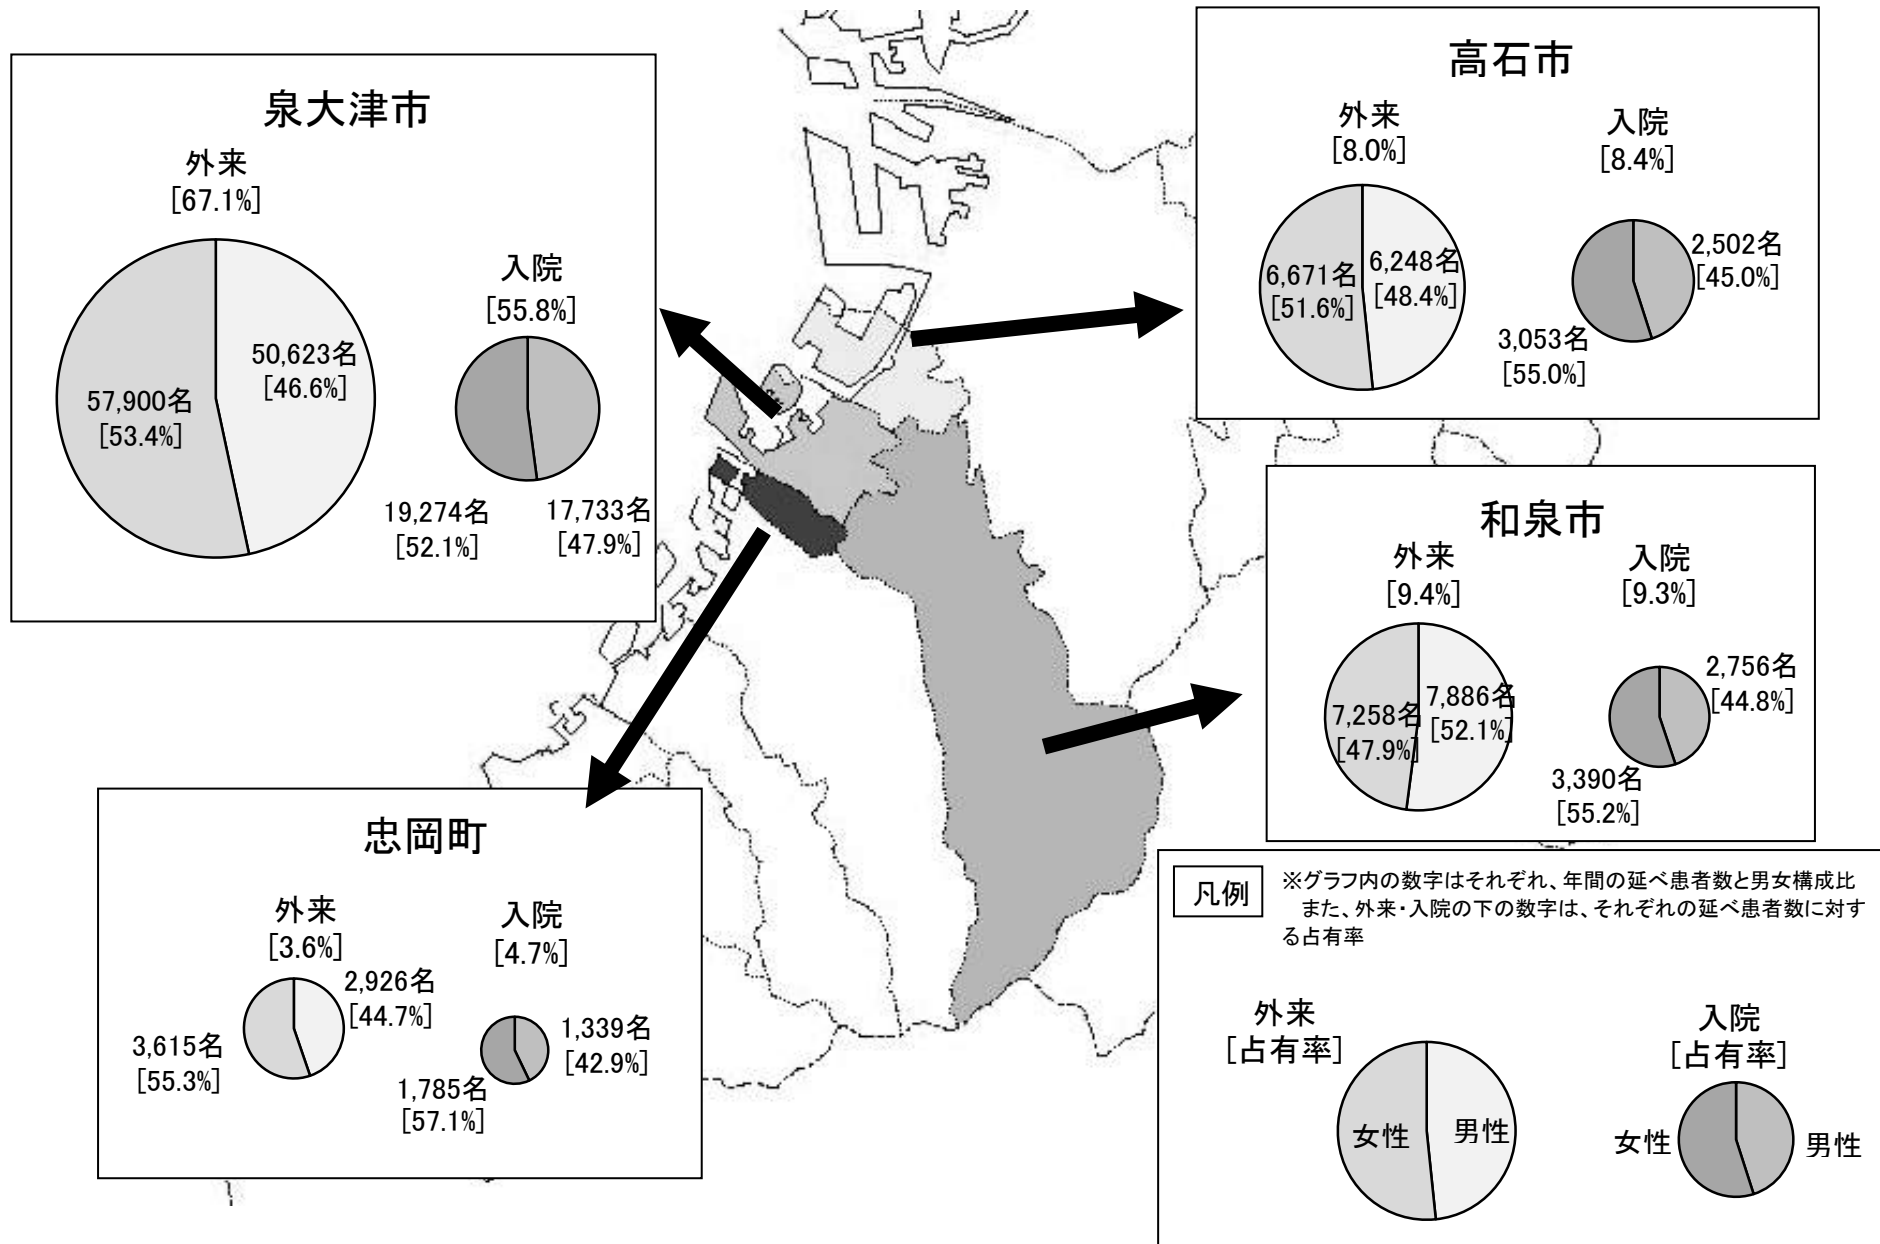 泉大津市
外来
[67.1%]
入院
[55.8%]
50,623名
[46.6%]
57,900名
[53.4%]
19,274名
[52.1%]
17,733名
[47.9%]
高石市
外来
[8.0%]
入院
[8.4%]
6,671名
[51.6%]
6,248名
[48.4%]
2,502名
[45.0%]
3,053名
[55.0%]
和泉市
外来
[9.4%]
入院
[9.3%]
7,258名
[47.9%]
7,886名
[52.1%]
2,756名
[44.8%]
3,390名
[55.2%]
忠岡町
外来
[3.6%]
入院
[4.7%]
2,926名
[44.7%]
3,615名
[55.3%]
1,339名
[42.9%]
1,785名
[57.1%]
凡例
※グラフ内の数字はそれぞれ、年間の延べ患者数と男女構成比
また、外来・入院の下の数字は、それぞれの延べ患者数に対す
る占有率
外来
[占有率]
入院
[占有率]
女性
男性
女性
男性